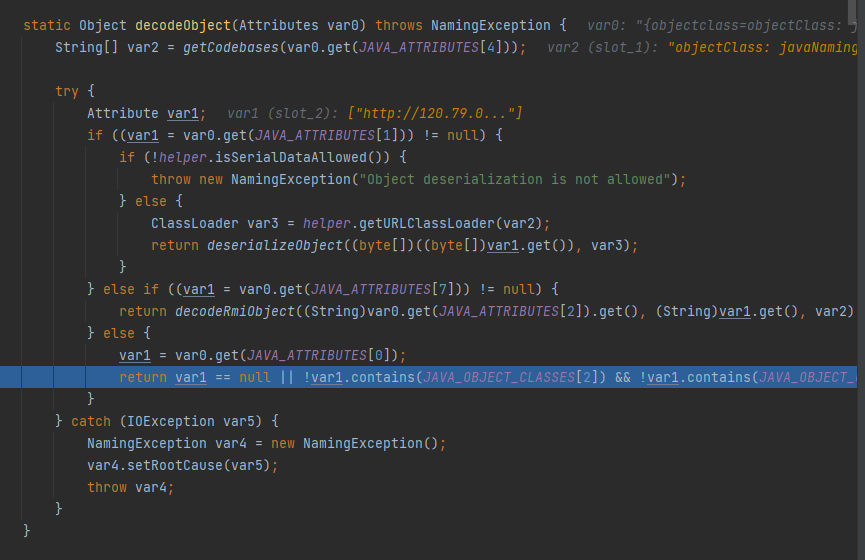 static Object decodeObject(Attributes var0) throws NamingException {   var0: "{objectclass=objectClass: j
    String[] var2 = getCodebases(var0.get(JAVA_ATTRIBUTES[4]));   var2 (slot_1): "objectClass: javaNaming
    try {
        Attribute var1;   var1 (slot_2): ["http://120.79.0..."]
        if ((var1 = var0.get(JAVA_ATTRIBUTES[1])) != null) {
            if (!helper.isSerialDataAllowed()) {
                throw new NamingException("Object deserialization is not allowed");
            } else {
                ClassLoader var3 = helper.getURLClassLoader(var2);
                return deserializeObject((byte[])((byte[])var1.get()), var3);
            }
        } else if ((var1 = var0.get(JAVA_ATTRIBUTES[7])) != null) {
            return decodeRmiObject((String)var0.get(JAVA_ATTRIBUTES[2]).get(), (String)var1.get(), var2)
        } else {
            var1 = var0.get(JAVA_ATTRIBUTES[0]);
            return var1 == null || !var1.contains(JAVA_OBJECT_CLASSES[2]) && !var1.contains(JAVA_OBJECT_
        }
    } catch (IOException var5) {
        NamingException var4 = new NamingException();
        var4.setRootCause(var5);
        throw var4;
    }
}